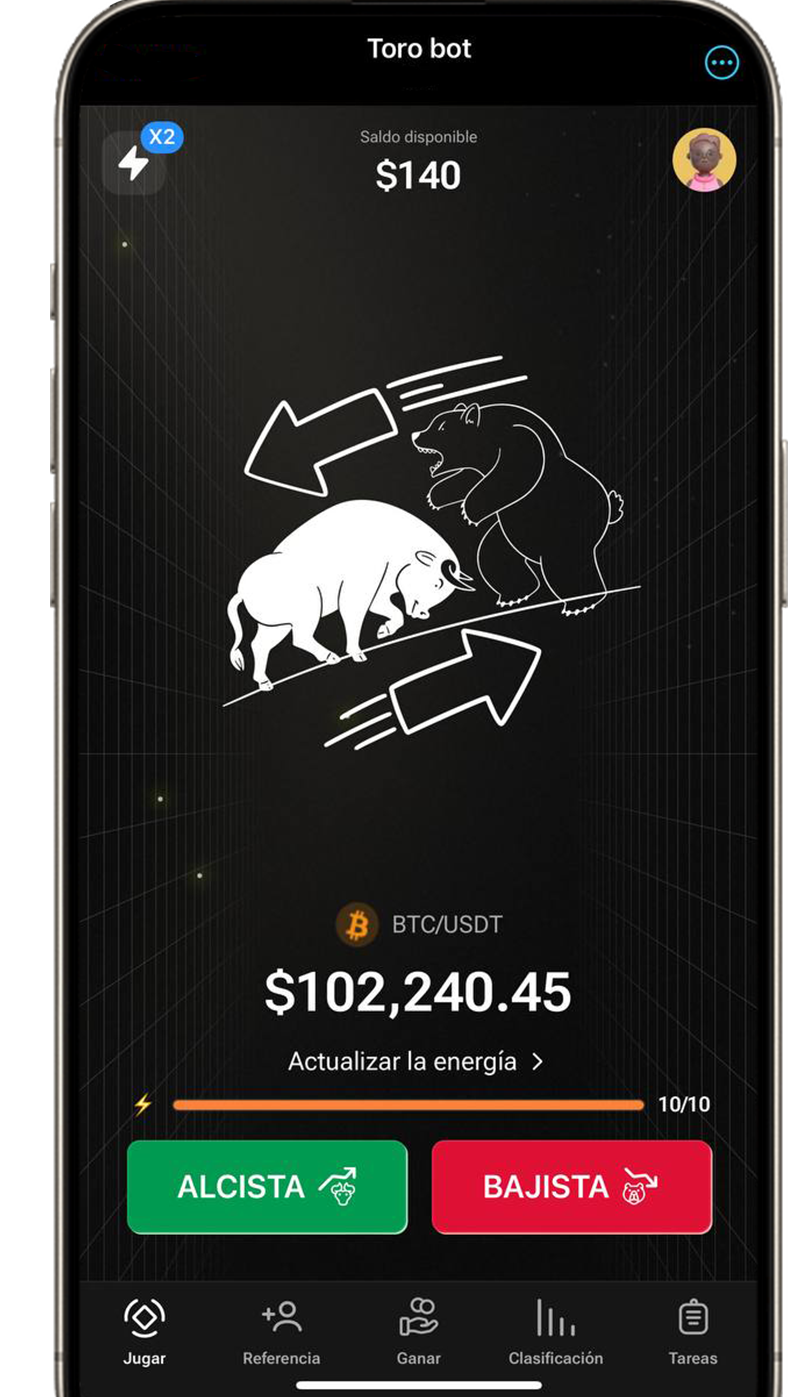 Toro bot
X2
Saldo disponible
$140
BTC/USDT
$102,240.45
Actualizar la energía
10/10
ALCISTA
BAJISTA
Jugar
Referencia
Ganar
Clasificación
Tareas